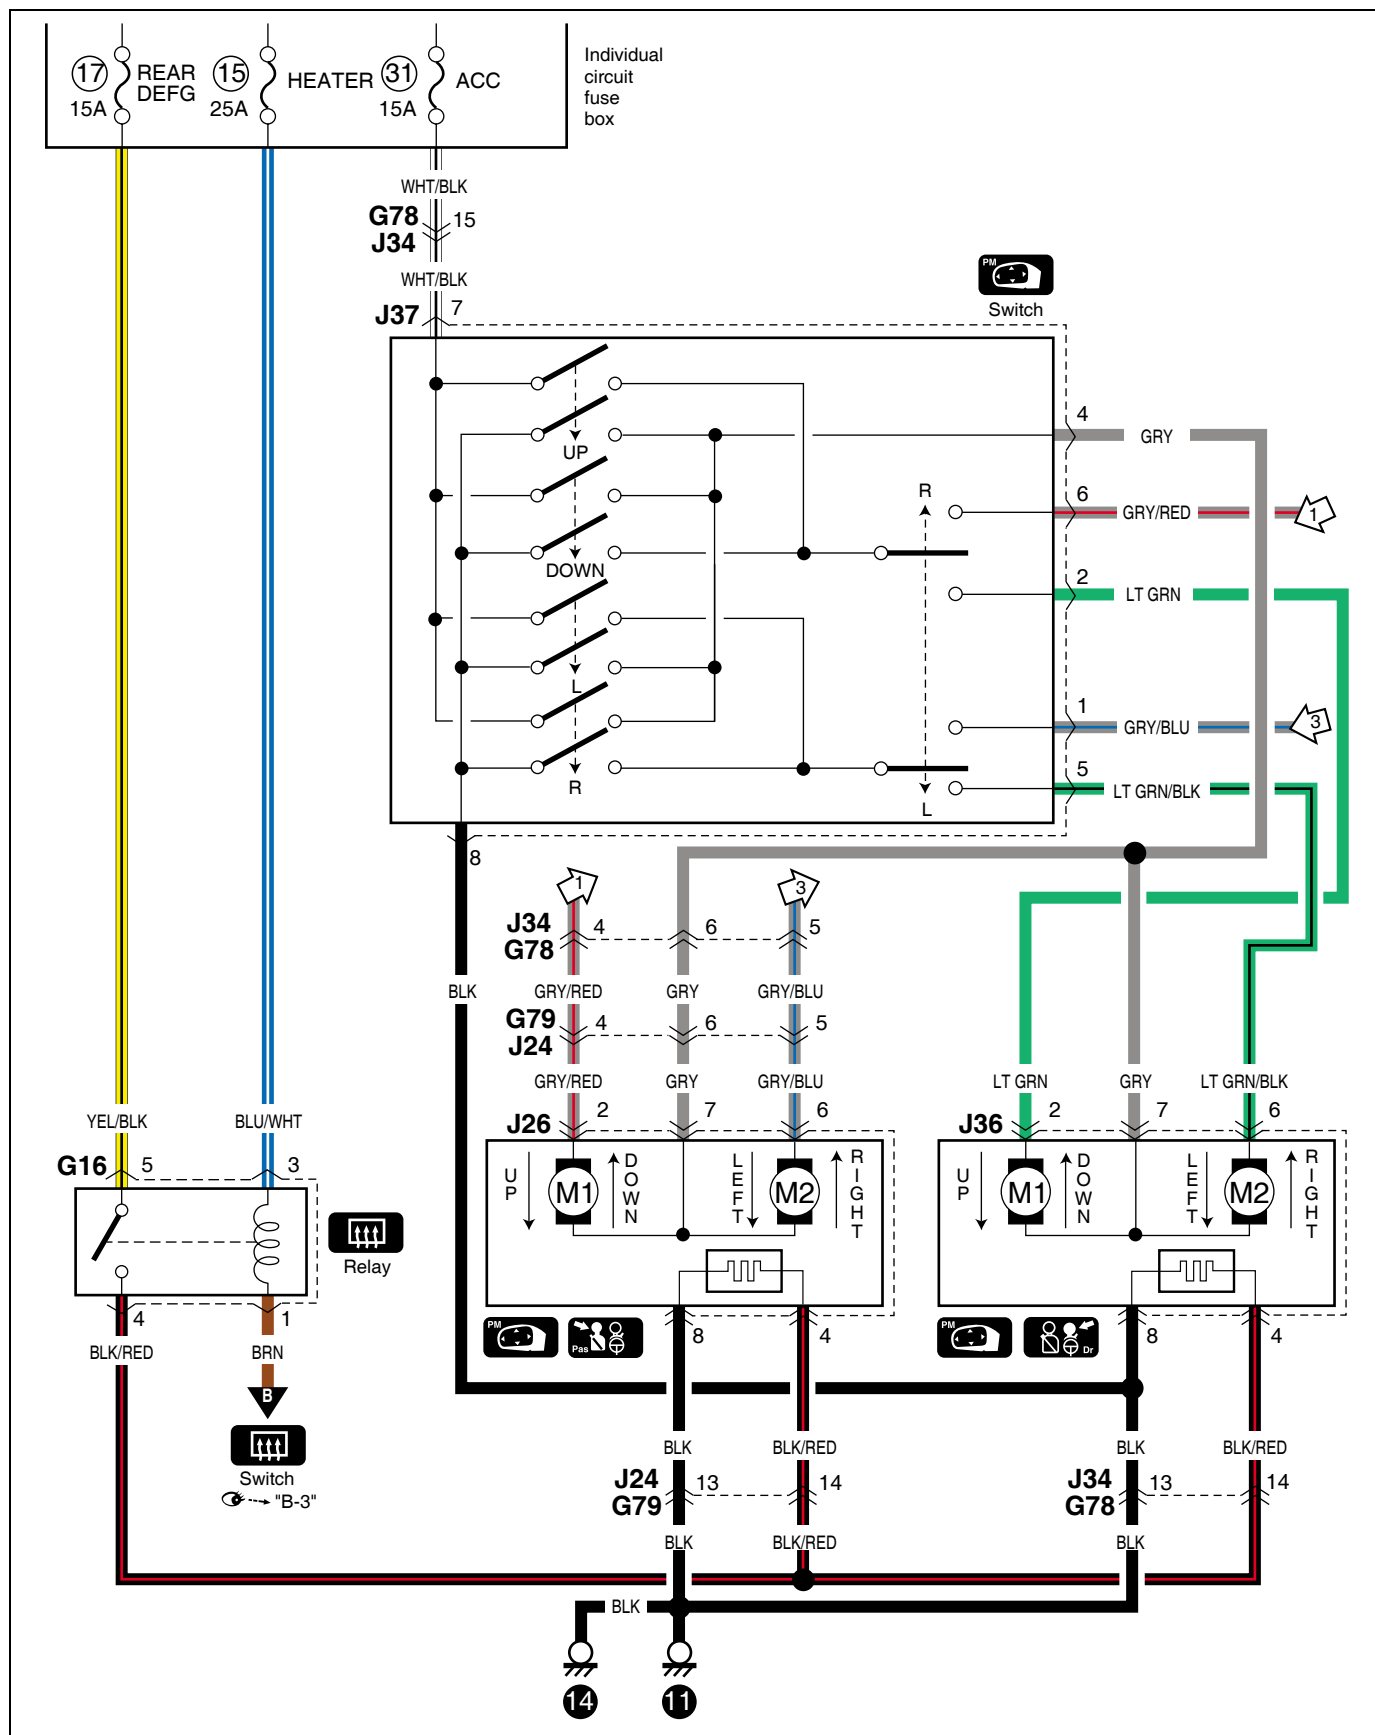 17
REAR
DEFG
15A
15
HEATER
25A
31
ACC
15A
Individual
circuit
fuse
box
WHT/BLK
G78
15
J34
WHT/BLK
J37
7
PM
Switch
UP
DOWN
L
R
R
L
4
GRY
6
GRY/RED
1
2
LT GRN
1
GRY/BLU
3
5
LT GRN/BLK
8
1
3
J34
4
6
5
G78
BLK
GRY/RED
GRY
GRY/BLU
G79
4
6
5
J24
GRY/RED
GRY
GRY/BLU
LT GRN
GRY
LT GRN/BLK
YEL/BLK
BLU/WHT
J26
2
7
6
J36
2
7
6
G16
5
3
UP
M1
DOWN
LEFT
M2
RIGHT
UP
M1
DOWN
LEFT
M2
RIGHT
Relay
4
1
8
4
8
4
PM
Pas
PM
Dr
BLK/RED
BRN
B
Switch
"B-3"
BLK
BLK/RED
BLK
BLK/RED
J24
13
14
G79
J34
13
14
G78
BLK
BLK/RED
BLK
BLK
14
11